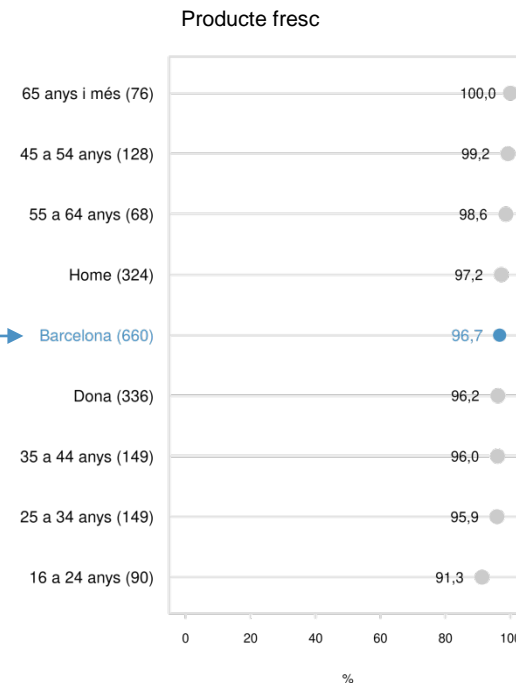 Producte fresc
65 anys i més (76) 100,0
45 a 54 anys (128) 99,2
55 a 64 anys (68) 98,6
Home (324) 97,2
Barcelona (660) 96,7
Dona (336) 96,2
35 a 44 anys (149) 96,0
25 a 34 anys (149) 95,9
16 a 24 anys (90) 91,3
0 20 40 60 80 100
%